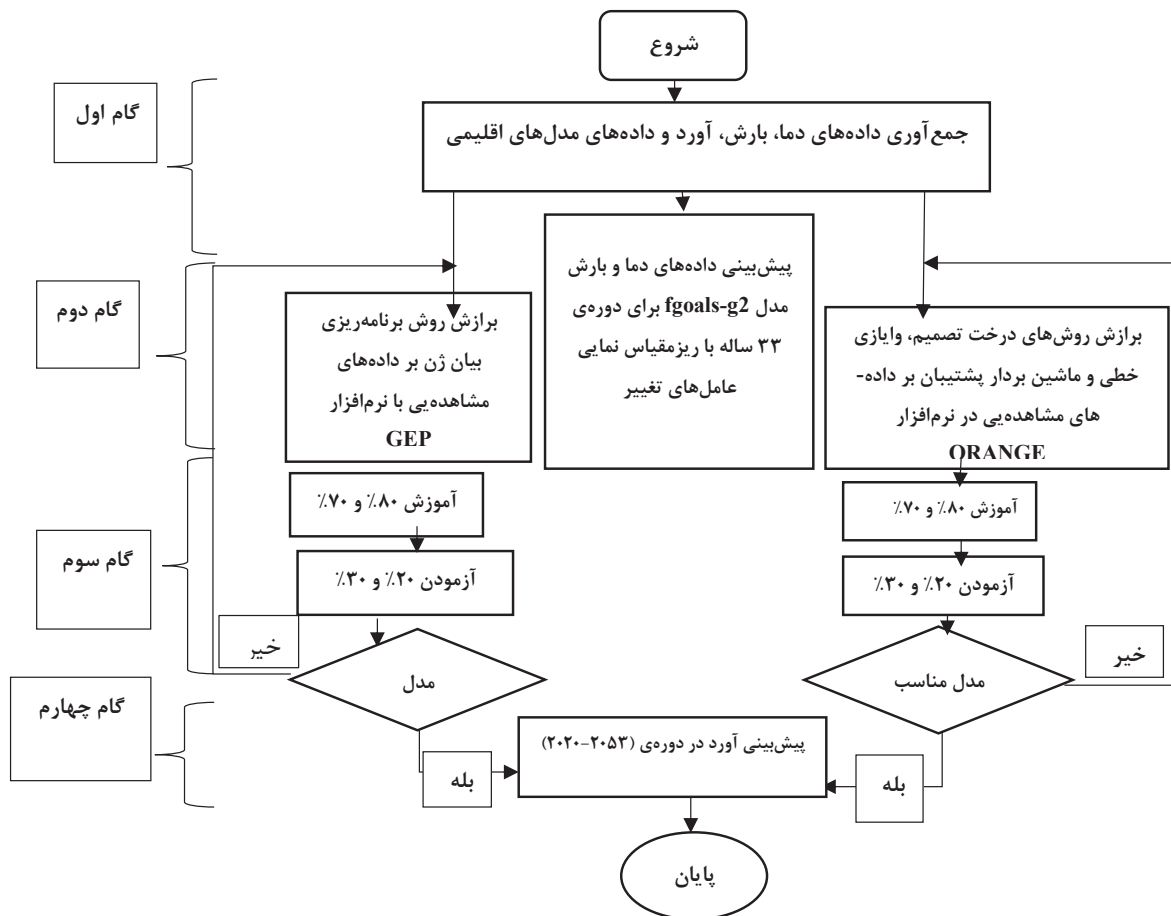 شروع
گام اول
جمع‌آوری داده‌های دما، بارش، آورد و داده‌های مدل‌های اقلیمی
گام دوم
برازش روش‌های درخت تصمیم، وایازی
خطی و ماشین بردار پشتیبان بر داده-
های مشاهده‌یی در نرم‌افزار
ORANGE
پیش‌بینی داده‌های دما و بارش
مدل fgoals-g2 برای دوره‌ی
۳۳ ساله با ریزمقیاس نمایی
عامل‌های تغییر
برازش روش برنامه‌ریزی
بیان ژن بر داده‌های
مشاهده‌یی با نرم‌افزار
GEP
گام سوم
آموزش ۸۰٪ و ۷۰٪
آموزش ۸۰٪ و ۷۰٪
آزمودن ۲۰٪ و ۳۰٪
آزمودن ۲۰٪ و ۳۰٪
خیر
مدل مناسب
مدل
خیر
گام چهارم
پیش‌بینی آورد در دوره‌ی (۲۰۵۳-۲۰۲۰)
بله
بله
پایان